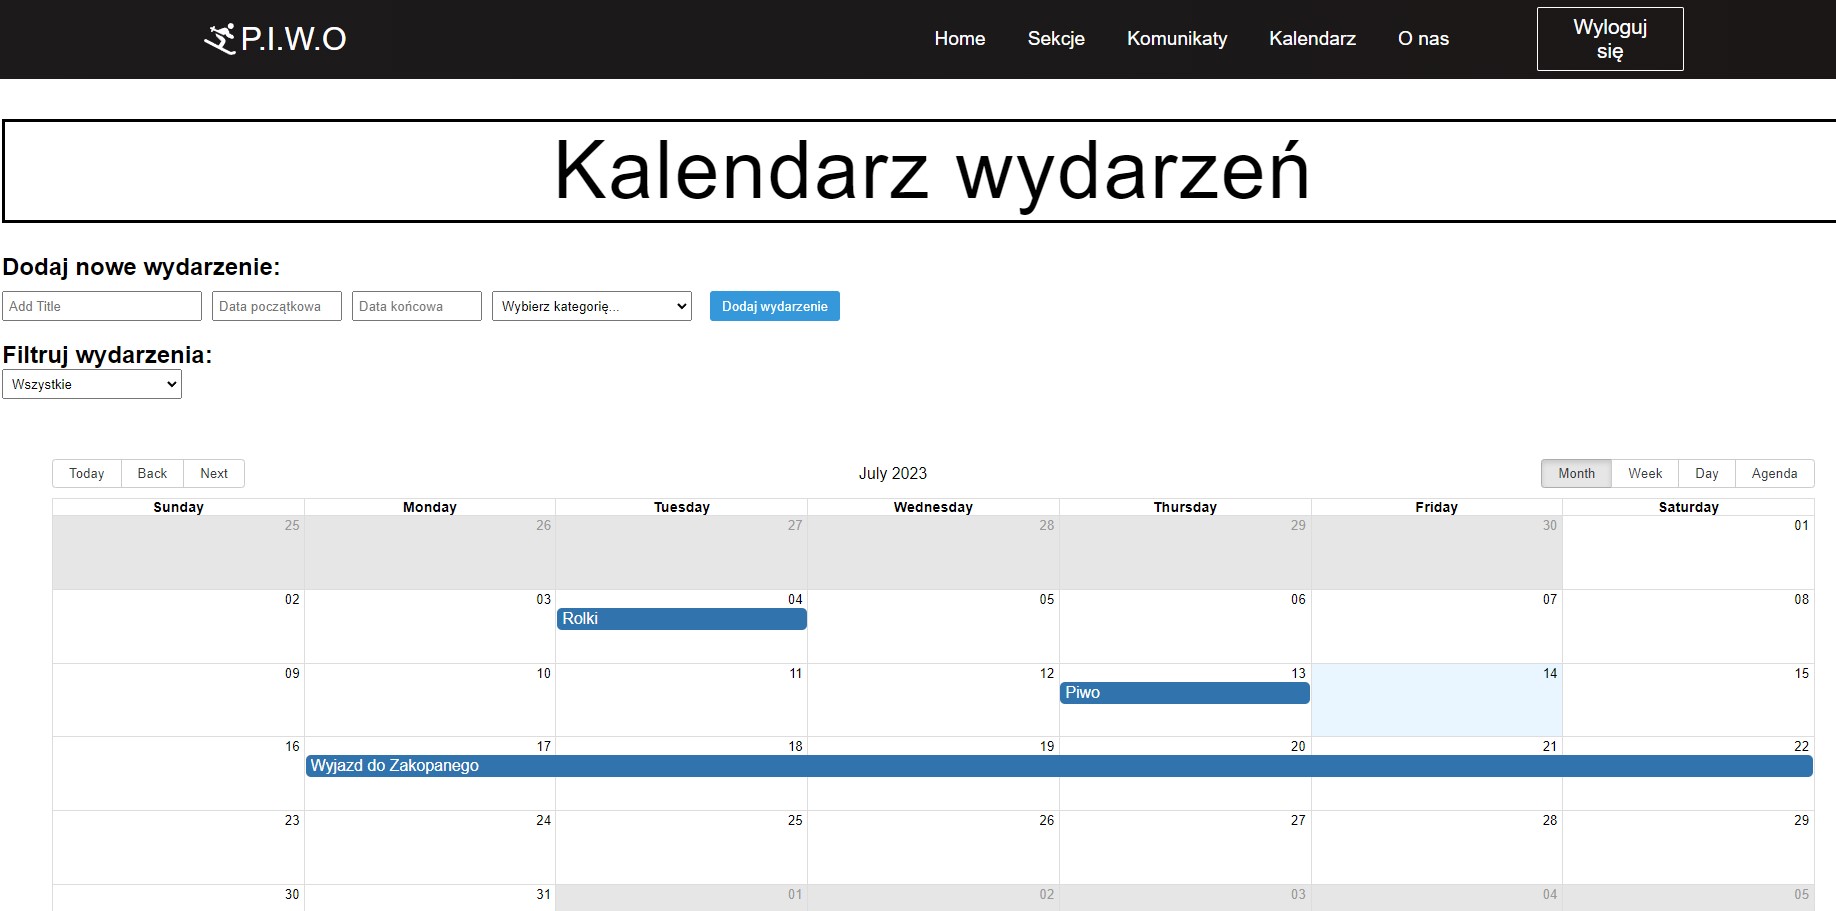 P.I.W.O Home Sekcje Komunikaty Kalendarz O nas Wyloguj
się
Kalendarz wydarzeń
Dodaj nowe wydarzenie:
Add Title Data początkowa Data końcowa Wybierz kategorię... Dodaj wydarzenie
Filtruj wydarzenia:
Wszystkie
Today Back Next July 2023 Month Week Day Agenda
Sunday Monday Tuesday Wednesday Thursday Friday Saturday
25 26 27 28 29 30 01
02 03 04 05 06 07 08
Rolki
09 10 11 12 13 14 15
Piwo
16 17 18 19 20 21 22
Wyjazd do Zakopanego
23 24 25 26 27 28 29
30 31 01 02 03 04 05